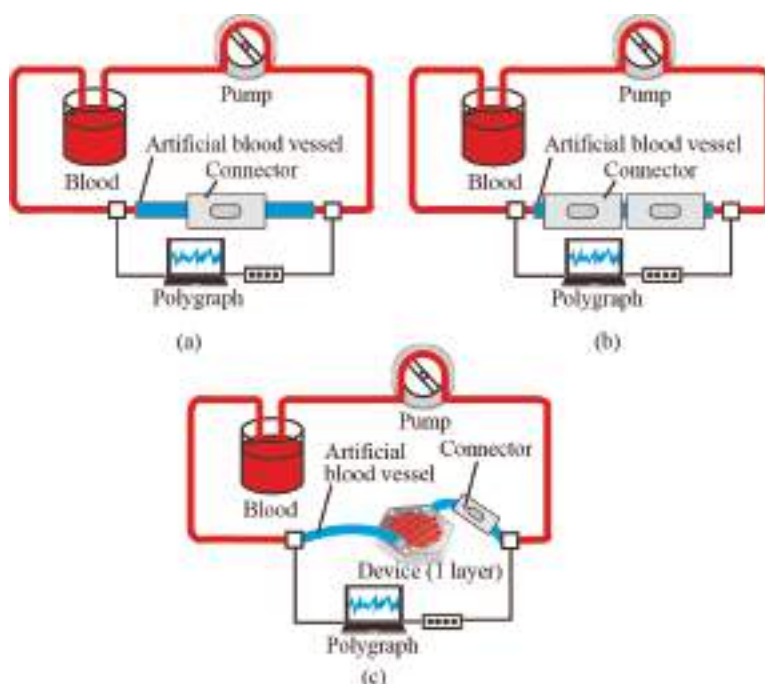 Pump
Artificial blood vessel
Connector
Blood
Polygraph
(a)
Pump
Artificial blood vessel
Connector
Blood
Polygraph
(b)
Pump
Artificial
blood vessel
Connector
Blood
Device (1 layer)
Polygraph
(c)